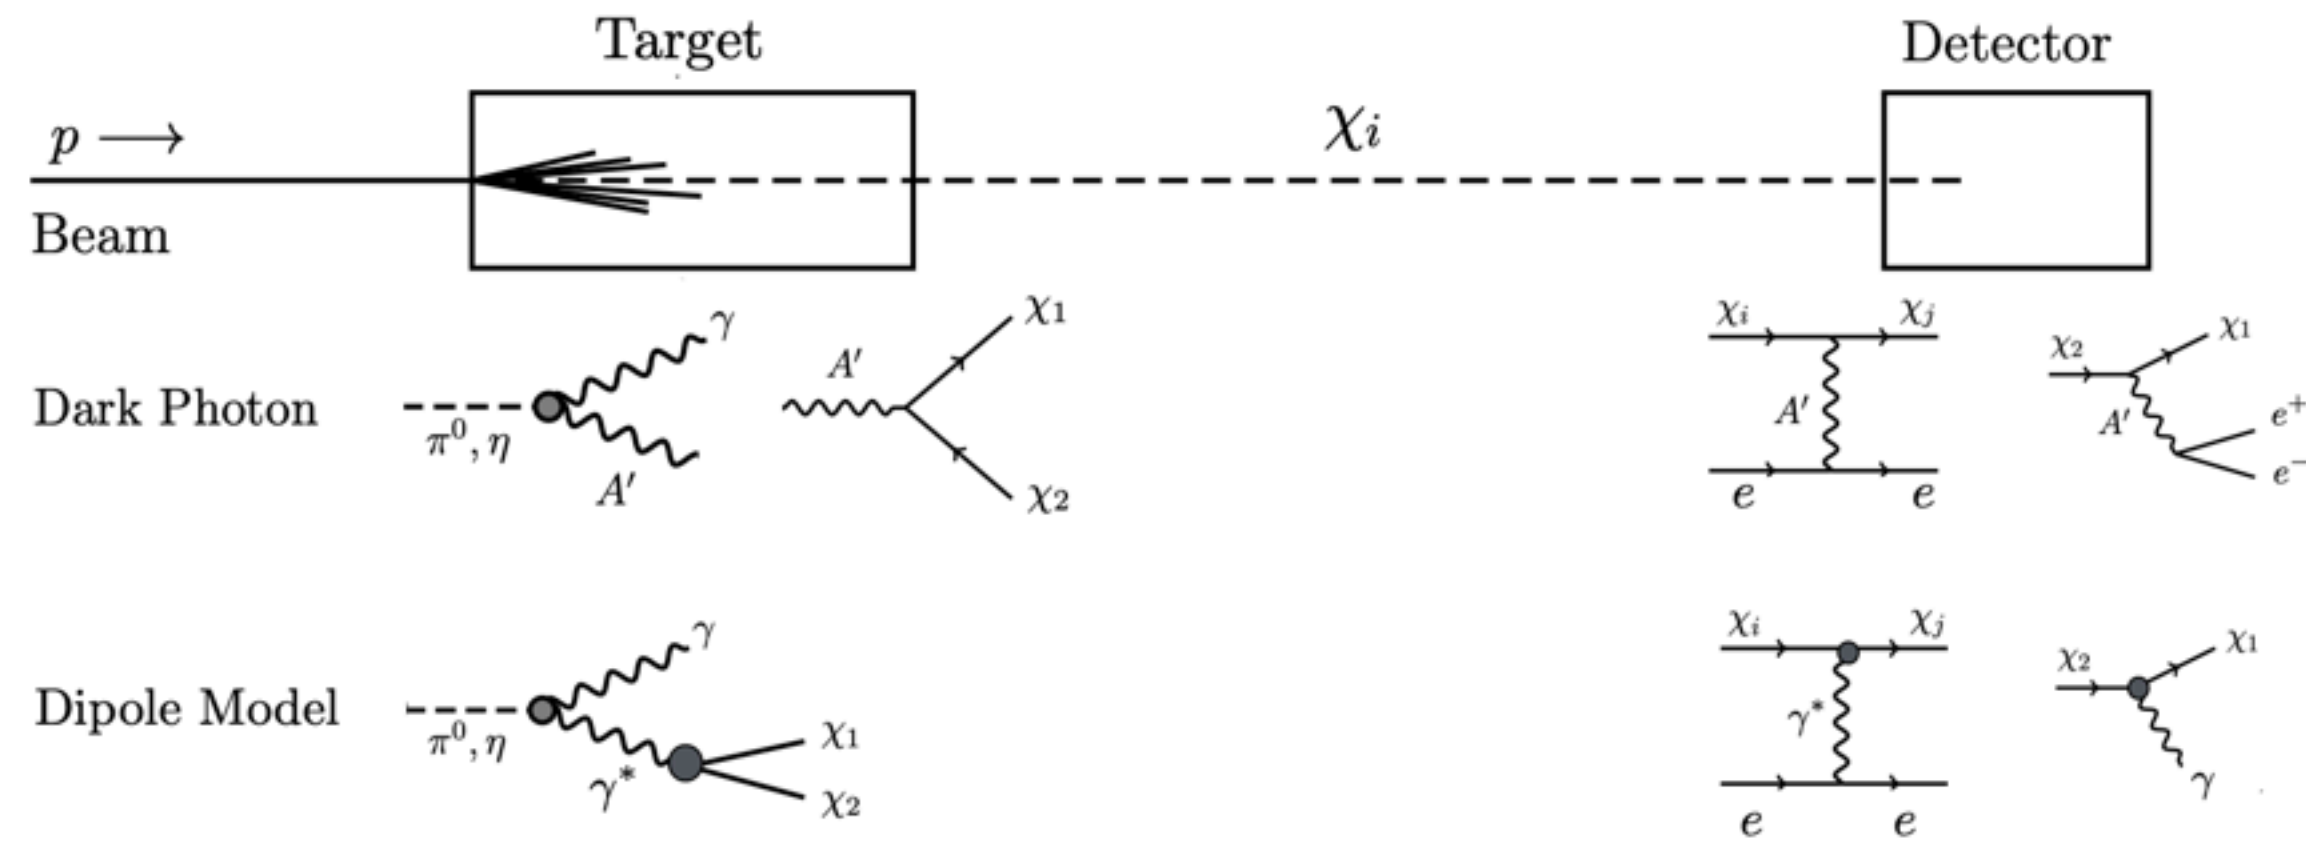 Target
Detector
p ⟶
χᵢ
Beam
γ
χ₁
χᵢ
χⱼ
χ₁
χ₂
A′
Dark Photon
π⁰, η
A′
A′
e⁺
A′
χ₂
e
e
e⁻
γ
χᵢ
χⱼ
χ₁
χ₂
Dipole Model
π⁰, η
χ₁
γ*
γ*
χ₂
γ
e
e